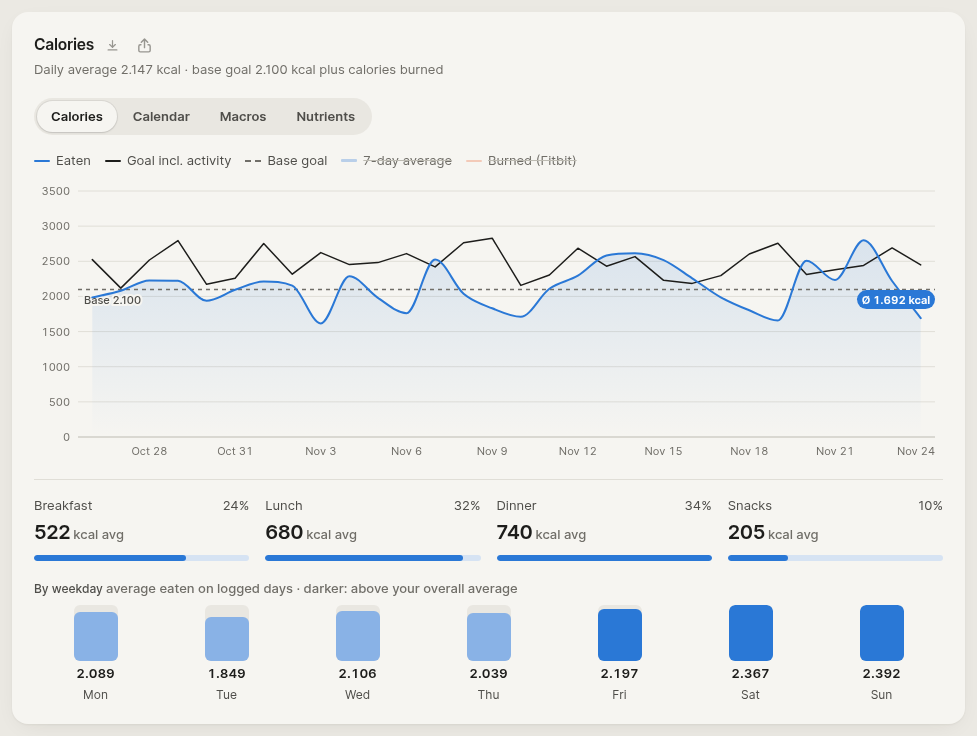 Calories
Daily average 2.147 kcal · base goal 2.100 kcal plus calories burned
Calories Calendar Macros Nutrients
Eaten Goal incl. activity Base goal 7-day average Burned (Fitbit)
3500
3000
2500
2000
1500
1000
500
0
Base 2.100
Ø 1.692 kcal
Oct 28 Oct 31 Nov 3 Nov 6 Nov 9 Nov 12 Nov 15 Nov 18 Nov 21 Nov 24
Breakfast 24% Lunch 32% Dinner 34% Snacks 10%
522 kcal avg 680 kcal avg 740 kcal avg 205 kcal avg
By weekday average eaten on logged days · darker: above your overall average
2.089 1.849 2.106 2.039 2.197 2.367 2.392
Mon Tue Wed Thu Fri Sat Sun